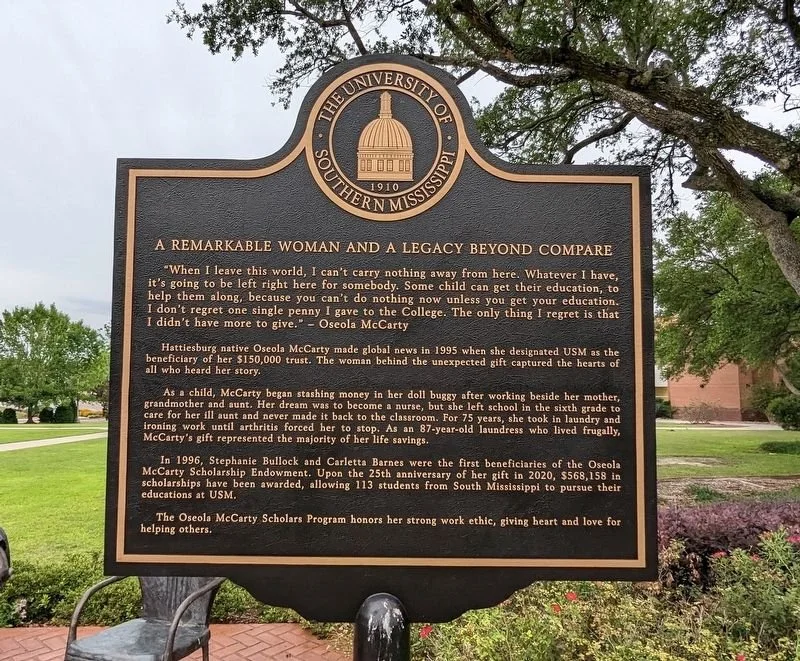 THE UNIVERSITY OF
SOUTHERN MISSISSIPPI
1910
A REMARKABLE WOMAN AND A LEGACY BEYOND COMPARE
"When I leave this world, I can't carry nothing away from here. Whatever I have,
it's going to be left right here for somebody. Some child can get their education, to
help them along, because you can't do nothing now unless you get your education.
I don't regret one single penny I gave to the College. The only thing I regret is that
I didn't have more to give." – Oseola McCarty
Hattiesburg native Oseola McCarty made global news in 1995 when she designated USM as the
beneficiary of her $150,000 trust. The woman behind the unexpected gift captured the hearts of
all who heard her story.
As a child, McCarty began stashing money in her doll buggy after working beside her mother,
grandmother and aunt. Her dream was to become a nurse, but she left school in the sixth grade to
care for her ill aunt and never made it back to the classroom. For 75 years, she took in laundry and
ironing work until arthritis forced her to stop. As an 87-year-old laundress who lived frugally,
McCarty's gift represented the majority of her life savings.
In 1996, Stephanie Bullock and Carletta Barnes were the first beneficiaries of the Oseola
McCarty Scholarship Endowment. Upon the 25th anniversary of her gift in 2020, $568,158 in
scholarships have been awarded, allowing 113 students from South Mississippi to pursue their
educations at USM.
The Oseola McCarty Scholars Program honors her strong work ethic, giving heart and love for
helping others.